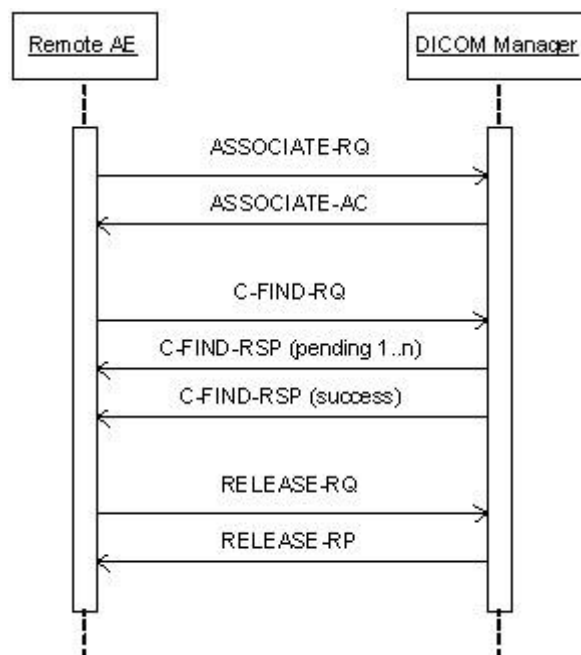 Remote AE
DICOM Manager
ASSOCIATE-RQ
ASSOCIATE-AC
C-FIND-RQ
C-FIND-RSP (pending 1..n)
C-FIND-RSP (success)
RELEASE-RQ
RELEASE-RP